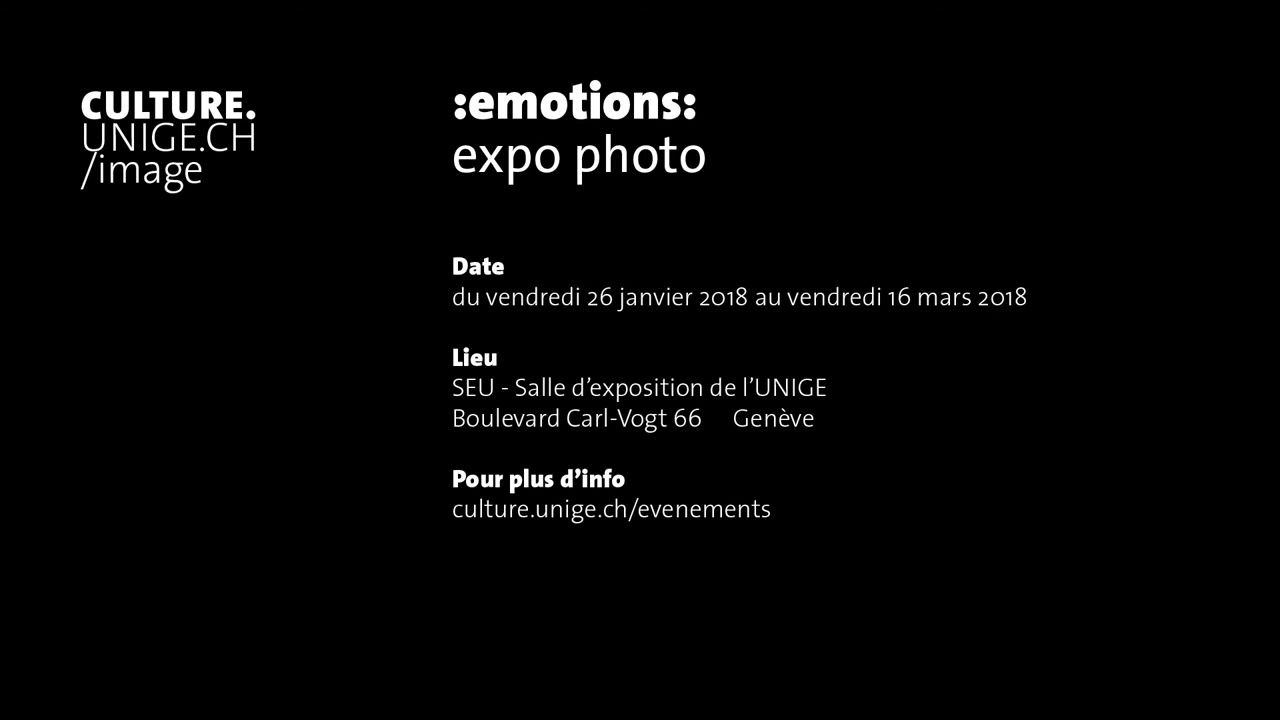 CULTURE.
UNIGE.CH
/image
:emotions:
expo photo
Date
du vendredi 26 janvier 2018 au vendredi 16 mars 2018
Lieu
SEU - Salle d’exposition de l’UNIGE
Boulevard Carl-Vogt 66 Genève
Pour plus d’info
culture.unige.ch/evenements